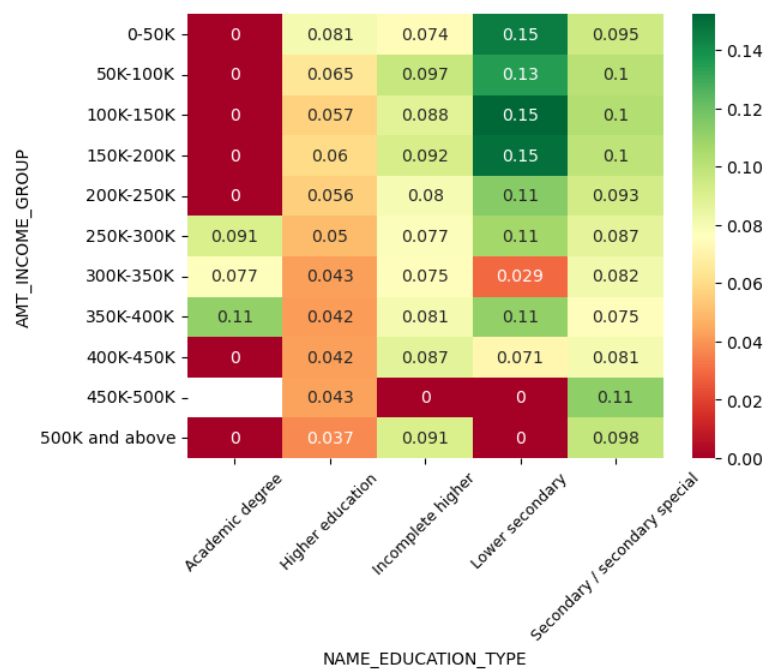 0-50K 0 0.081 0.074 0.15 0.095
50K-100K 0 0.065 0.097 0.13 0.1
100K-150K 0 0.057 0.088 0.15 0.1
150K-200K 0 0.06 0.092 0.15 0.1
200K-250K 0 0.056 0.08 0.11 0.093
250K-300K 0.091 0.05 0.077 0.11 0.087
300K-350K 0.077 0.043 0.075 0.029 0.082
350K-400K 0.11 0.042 0.081 0.11 0.075
400K-450K 0 0.042 0.087 0.071 0.081
450K-500K 0.043 0 0 0.11
500K and above 0 0.037 0.091 0 0.098
AMT_INCOME_GROUP
Academic degree
Higher education
Incomplete higher
Lower secondary
Secondary / secondary special
NAME_EDUCATION_TYPE
0.14
0.12
0.10
0.08
0.06
0.04
0.02
0.00